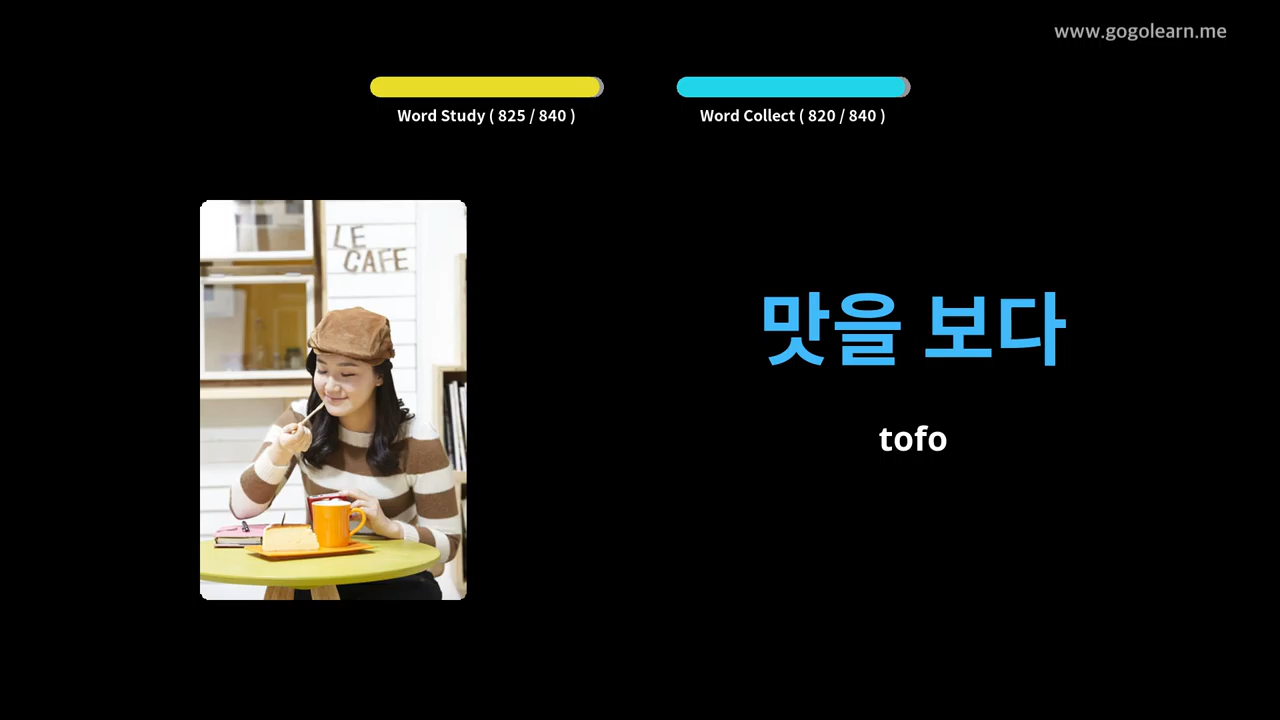 www.gogolearn.me
Word Study ( 825 / 840 )
Word Collect ( 820 / 840 )
LE
CAFE
맛을 보다
tofo